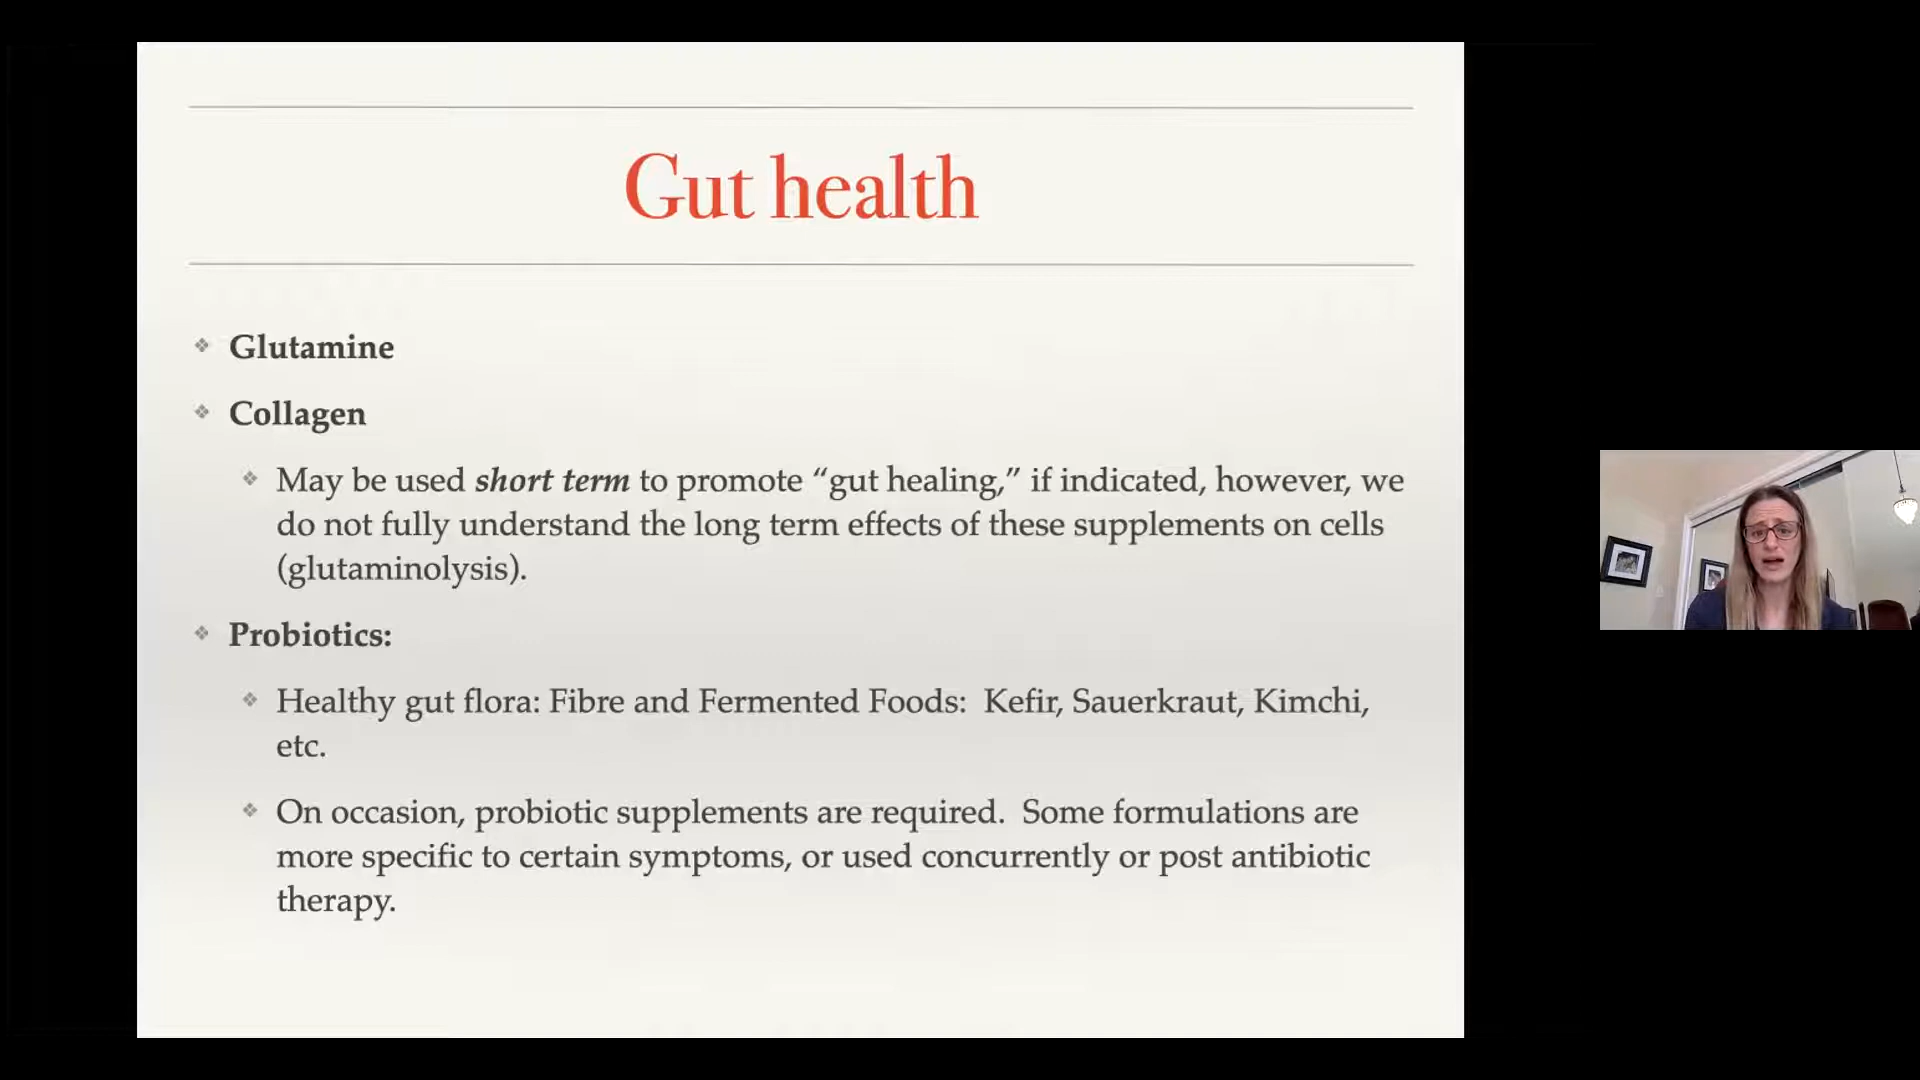 Gut health
Glutamine
Collagen
May be used short term to promote “gut healing,” if indicated, however, we
do not fully understand the long term effects of these supplements on cells
(glutaminolysis).
Probiotics:
Healthy gut flora: Fibre and Fermented Foods:  Kefir, Sauerkraut, Kimchi,
etc.
On occasion, probiotic supplements are required.  Some formulations are
more specific to certain symptoms, or used concurrently or post antibiotic
therapy.